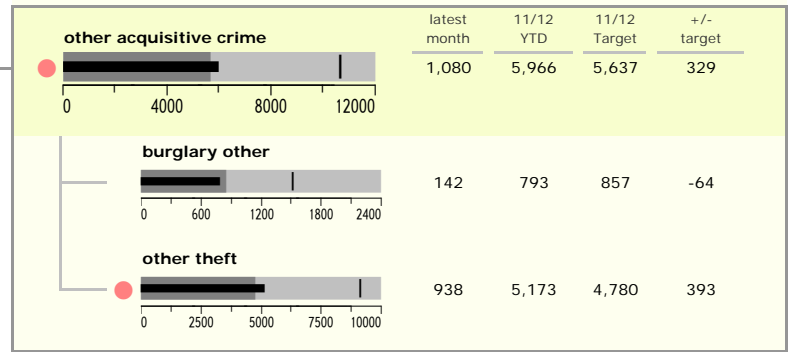 latest 11/12 11/12 +/-
month YTD Target target
other acquisitive crime
1,080 5,966 5,637 329
0 4000 8000 12000
burglary other
142 793 857 -64
0 600 1200 1800 2400
other theft
938 5,173 4,780 393
0 2500 5000 7500 10000